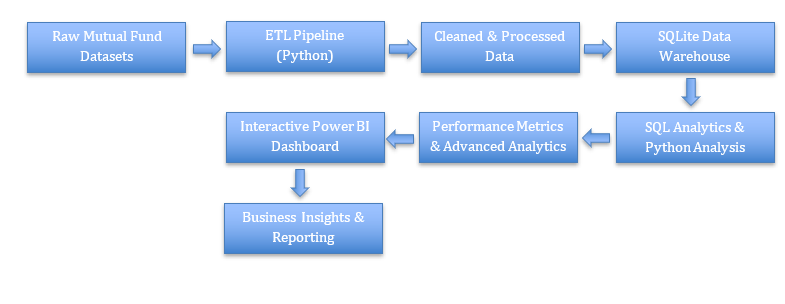 Raw Mutual Fund
Datasets
ETL Pipeline
(Python)
Cleaned & Processed
Data
SQLite Data
Warehouse
SQL Analytics &
Python Analysis
Performance Metrics
& Advanced Analytics
Interactive Power BI
Dashboard
Business Insights &
Reporting